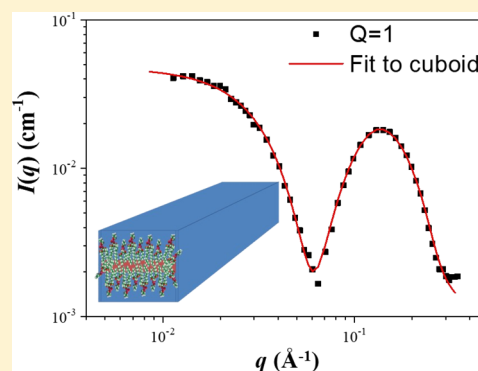 10⁻¹
Q=1
Fit to cuboid
I(q) (cm⁻¹)
10⁻²
10⁻³
10⁻² 10⁻¹
q (Å⁻¹)